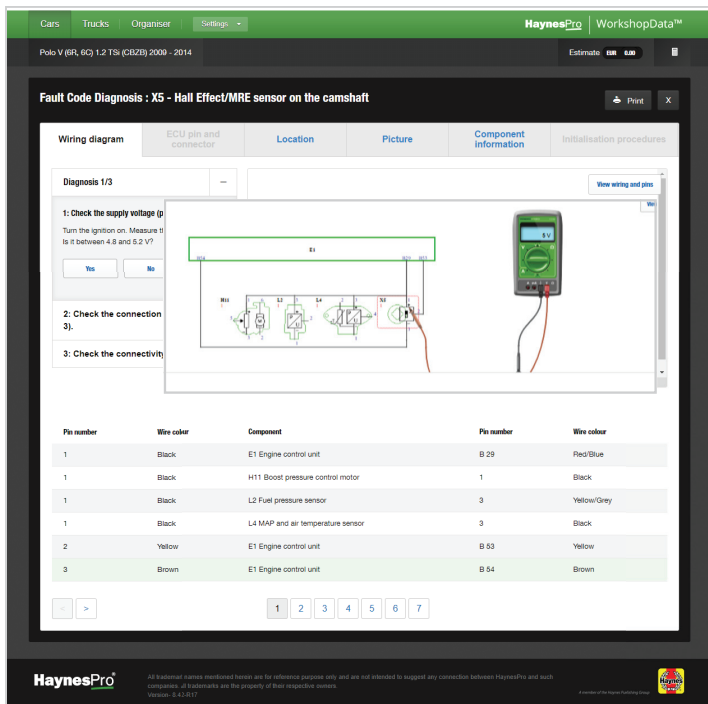 Cars Trucks Organiser Settings HaynesPro WorkshopData™
Polo V (6R, 6C) 1.2 TSi (CBZB) 2009 - 2014 Estimate EUR 0.00
Fault Code Diagnosis : X5 - Hall Effect/MRE sensor on the camshaft Print X
Wiring diagram ECU pin and connector Location Picture Component information Initialisation procedures
Diagnosis 1/3 – View wiring and pins
1: Check the supply voltage (p
Turn the ignition on. Measure t
Is it between 4.8 and 5.2 V?
Yes No
2: Check the connection
3).
3: Check the connectivity
E1
5 V
H11 L2 L4 X5
Pin number Wire colour Component Pin number Wire colour
1 Black E1 Engine control unit B 29 Red/Blue
1 Black H11 Boost pressure control motor 1 Black
1 Black L2 Fuel pressure sensor 3 Yellow/Grey
1 Black L4 MAP and air temperature sensor 3 Black
2 Yellow E1 Engine control unit B 53 Yellow
3 Brown E1 Engine control unit B 54 Brown
< > 1 2 3 4 5 6 7
HaynesPro
All trademart names mentioned herein are for reference purpose only and are not intended to suggest any connection between HaynesPro and such
companies. All trademarks are the property of their respective owners.
Haynes
A member of the Haynes Publishing Group